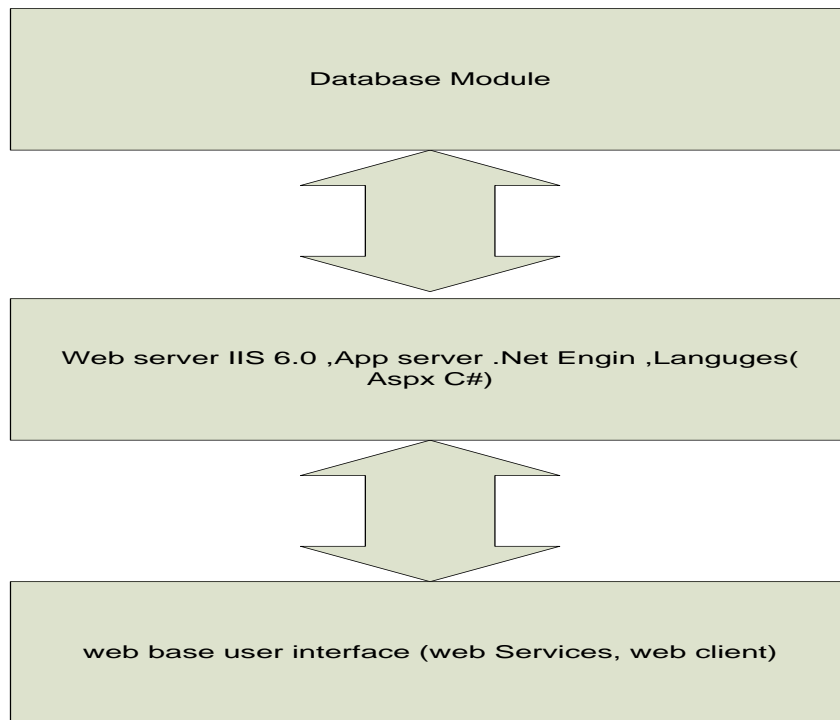 Database Module
Web server IIS 6.0 ,App server .Net Engin ,Languges(
Aspx C#)
web base user interface (web Services, web client)